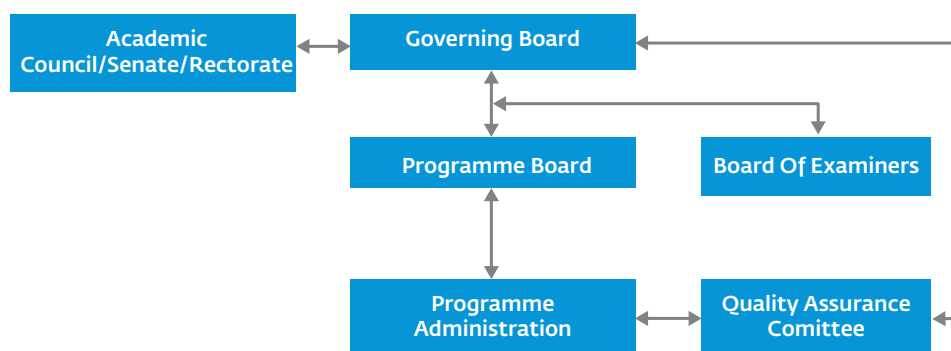 Academic
Council/Senate/Rectorate
Governing Board
Programme Board
Board Of Examiners
Programme
Administration
Quality Assurance
Comittee